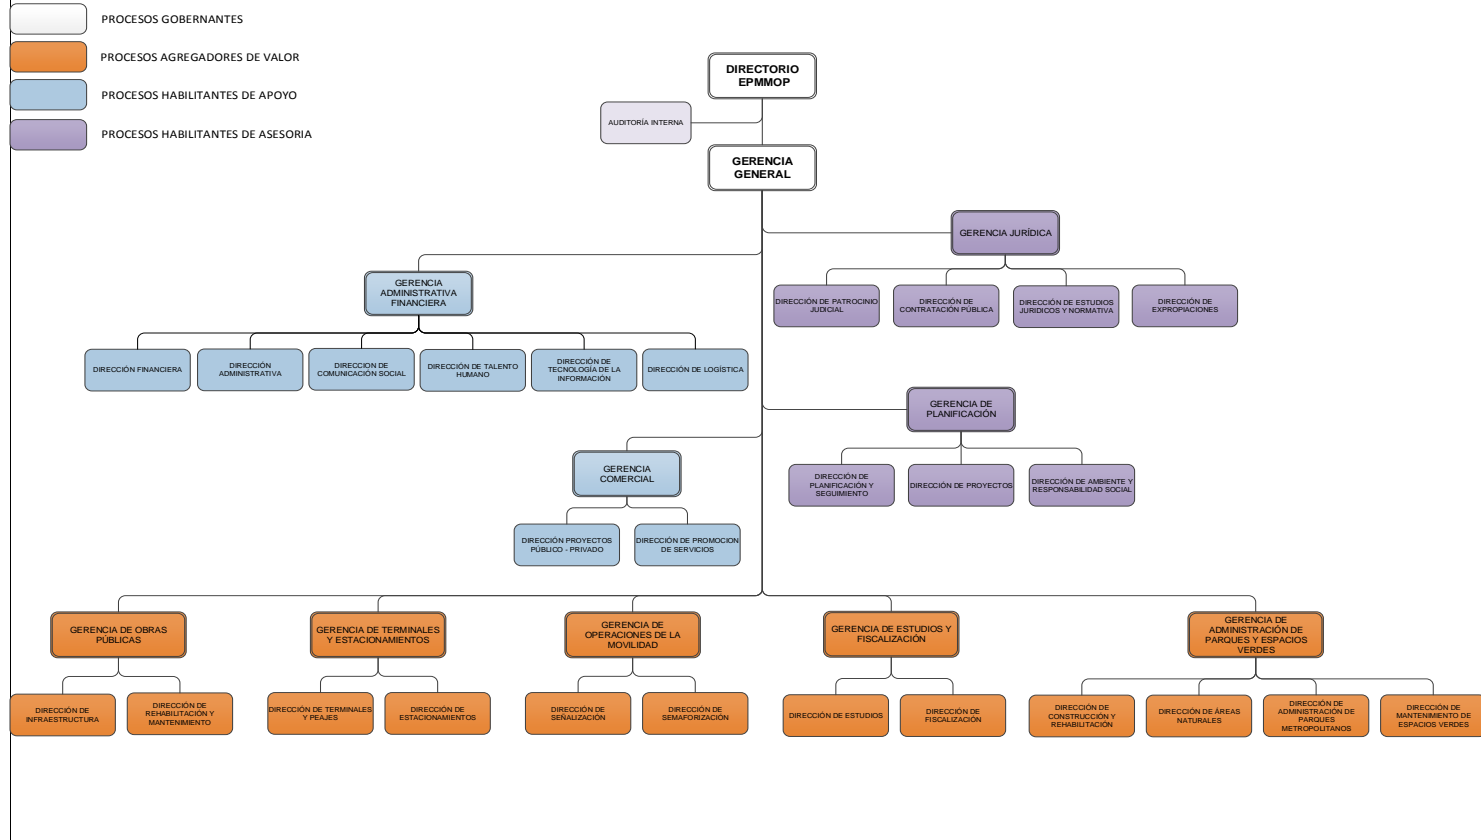 PROCESOS GOBERNANTES
PROCESOS AGREGADORES DE VALOR
PROCESOS HABILITANTES DE APOYO
PROCESOS HABILITANTES DE ASESORIA
DIRECTORIO
EPMMOP
AUDITORÍA INTERNA
GERENCIA
GENERAL
GERENCIA JURÍDICA
DIRECCIÓN DE PATROCINIO
JUDICIAL
DIRECCIÓN DE
CONTRATACIÓN PÚBLICA
DIRECCIÓN DE ESTUDIOS
JURIDICOS Y NORMATIVA
DIRECCIÓN DE
EXPROPIACIONES
GERENCIA
ADMINISTRATIVA
FINANCIERA
DIRECCIÓN FINANCIERA
DIRECCIÓN
ADMINISTRATIVA
DIRECCION DE
COMUNICACIÓN SOCIAL
DIRECCIÓN DE TALENTO
HUMANO
DIRECCIÓN DE
TECNOLOGÍA DE LA
INFORMACIÓN
DIRECCIÓN DE LOGÍSTICA
GERENCIA DE
PLANIFICACIÓN
DIRECCIÓN DE
PLANIFICACIÓN Y
SEGUIMIENTO
DIRECCIÓN DE PROYECTOS
DIRECCIÓN DE AMBIENTE Y
RESPONSABILIDAD SOCIAL
GERENCIA
COMERCIAL
DIRECCIÓN PROYECTOS
PÚBLICO - PRIVADO
DIRECCIÓN DE PROMOCION
DE SERVICIOS
GERENCIA DE OBRAS
PÚBLICAS
GERENCIA DE TERMINALES
Y ESTACIONAMIENTOS
GERENCIA DE
OPERACIONES DE LA
MOVILIDAD
GERENCIA DE ESTUDIOS Y
FISCALIZACIÓN
GERENCIA DE
ADMINISTRACIÓN DE
PARQUES Y ESPACIOS
VERDES
DIRECCIÓN DE
INFRAESTRUCTURA
DIRECCIÓN DE
REHABILITACIÓN Y
MANTENIMIENTO
DIRECCIÓN DE TERMINALES
Y PEAJES
DIRECCIÓN DE
ESTACIONAMIENTOS
DIRECCIÓN DE
SEÑALIZACIÓN
DIRECCIÓN DE
SEMAFORIZACIÓN
DIRECCIÓN DE ESTUDIOS
DIRECCIÓN DE
FISCALIZACIÓN
DIRECCIÓN DE
CONSTRUCCIÓN Y
REHABILITACIÓN
DIRECCIÓN DE ÁREAS
NATURALES
DIRECCIÓN DE
ADMINISTRACIÓN DE
PARQUES
METROPOLITANOS
DIRECCIÓN DE
MANTENIMIENTO DE
ESPACIOS VERDES